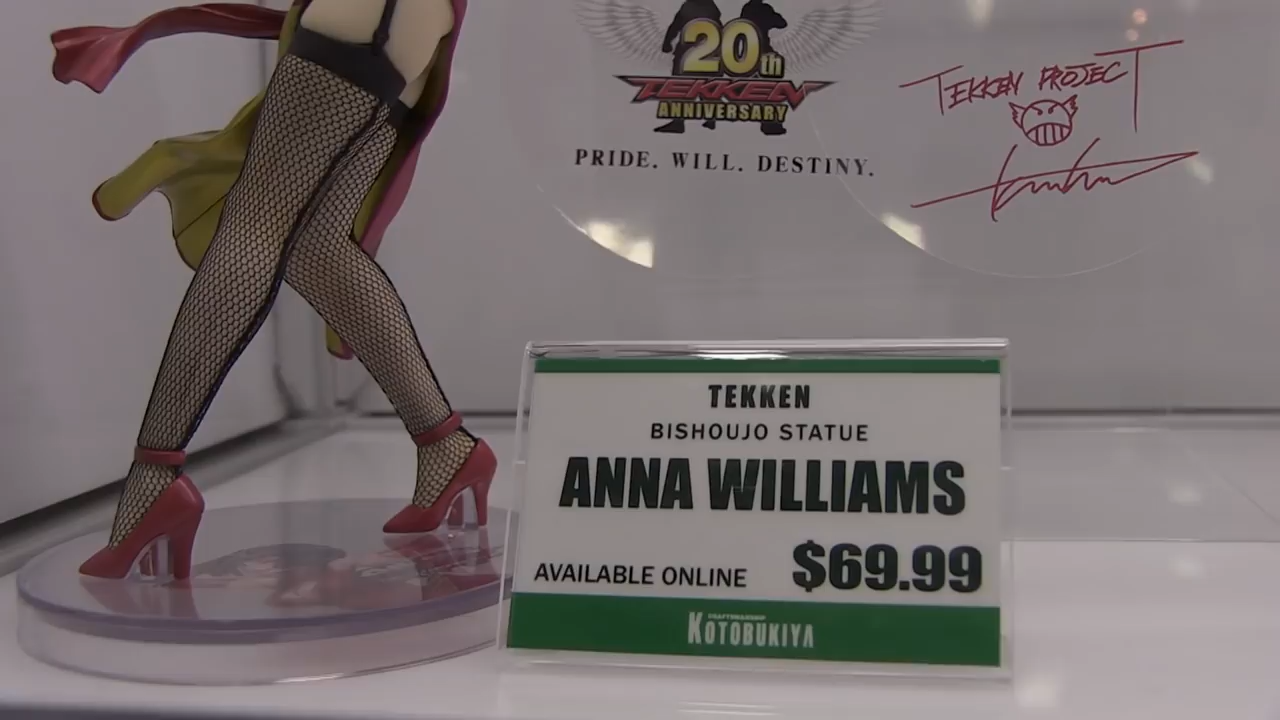 20th
TEKKEN
ANNIVERSARY
PRIDE. WILL. DESTINY.
TEKKEN PROJECT
TEKKEN
BISHOUJO STATUE
ANNA WILLIAMS
AVAILABLE ONLINE $69.99
KOTOBUKIYA